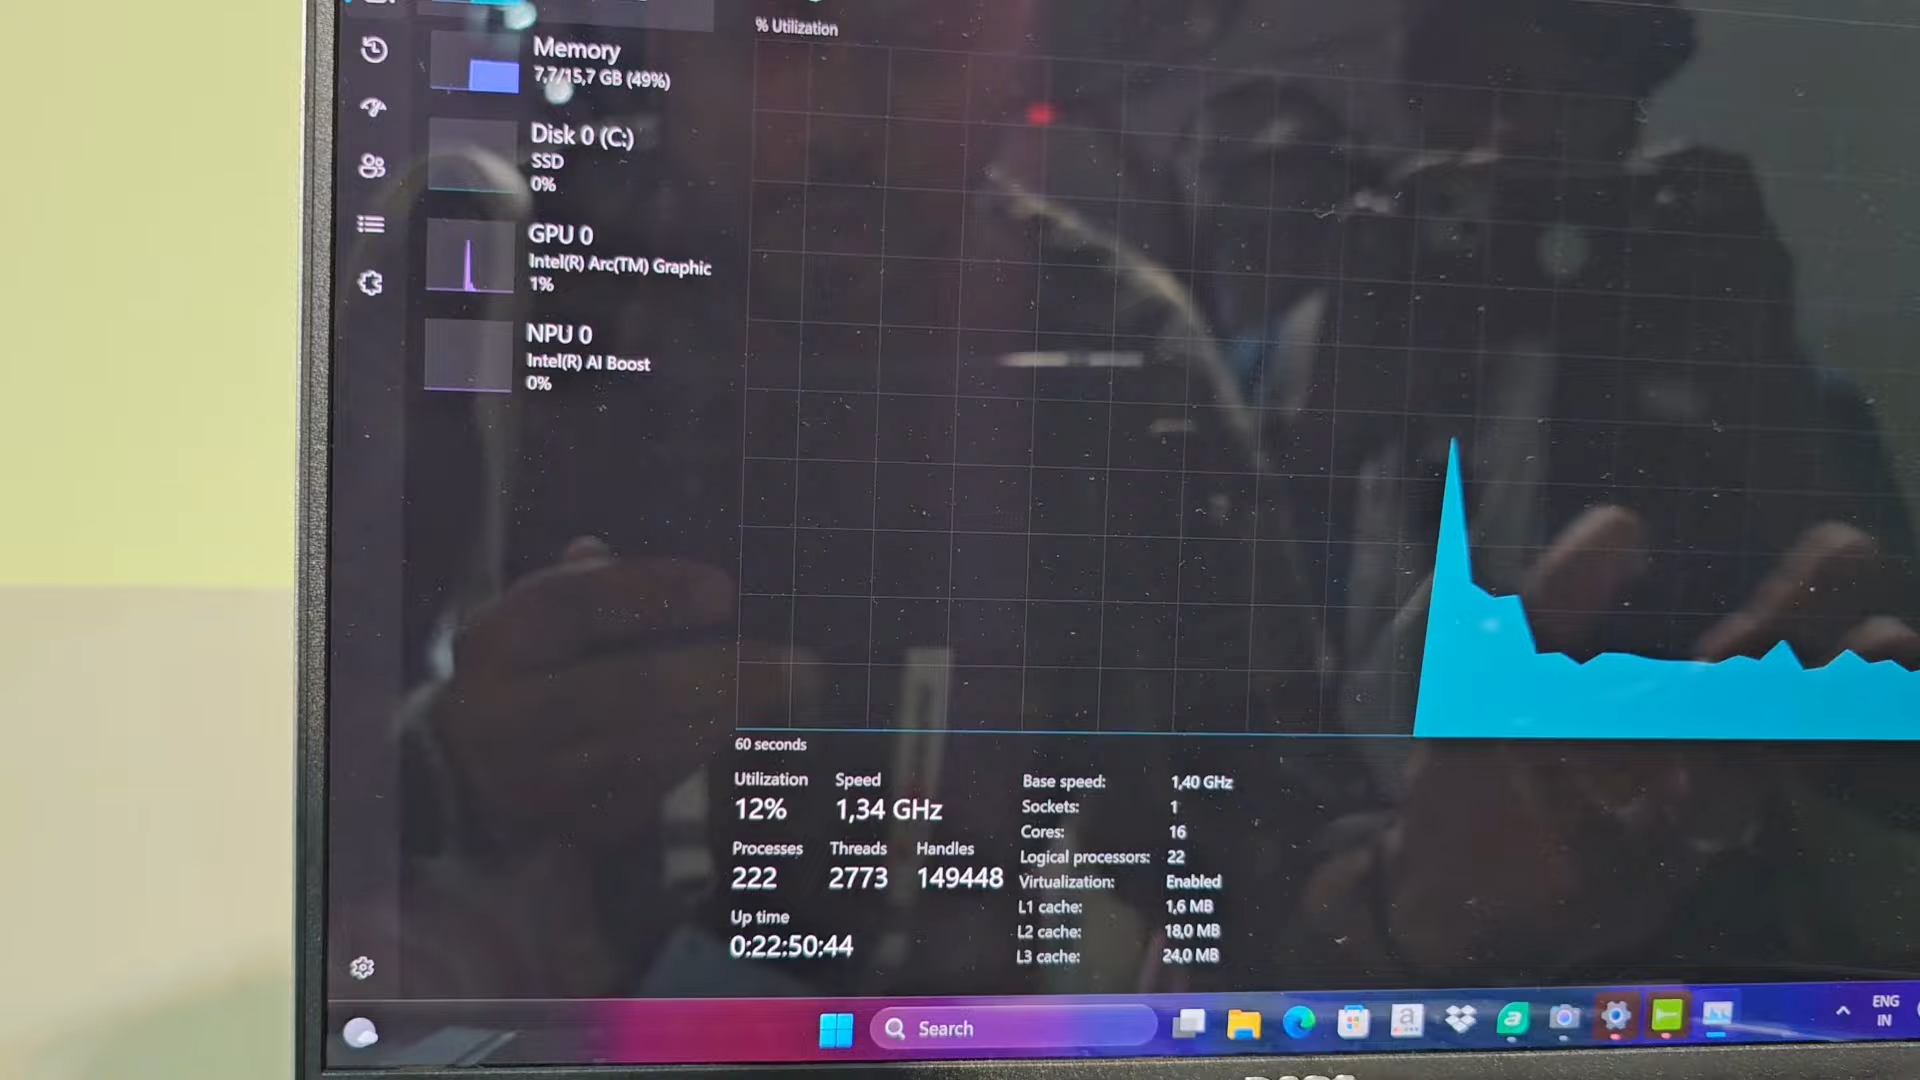 % Utilization
Memory
7,7/15,7 GB (49%)
Disk 0 (C:)
SSD
0%
GPU 0
Intel(R) Arc(TM) Graphic
1%
NPU 0
Intel(R) AI Boost
0%
60 seconds
Utilization Speed
12% 1,34 GHz
Processes Threads Handles
222 2773 149448
Up time
0:22:50:44
Base speed: 1,40 GHz
Sockets: 1
Cores: 16
Logical processors: 22
Virtualization: Enabled
L1 cache: 1,6 MB
L2 cache: 18,0 MB
L3 cache: 24,0 MB
Search
ENG
IN